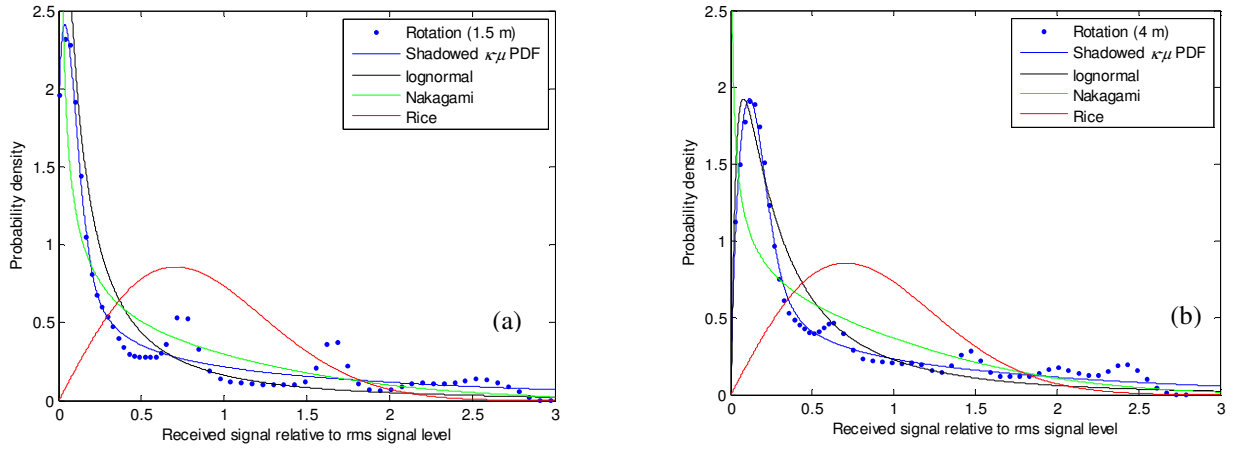 2.5
2
1.5
1
0.5
0
0
0.5
1
1.5
2
2.5
3
Probability density
Received signal relative to rms signal level
Rotation (1.5 m)
Shadowed κ-μ PDF
lognormal
Nakagami
Rice
(a)
2.5
2
1.5
1
0.5
0
0
0.5
1
1.5
2
2.5
3
Probability density
Received signal relative to rms signal level
Rotation (4 m)
Shadowed κ-μ PDF
lognormal
Nakagami
Rice
(b)